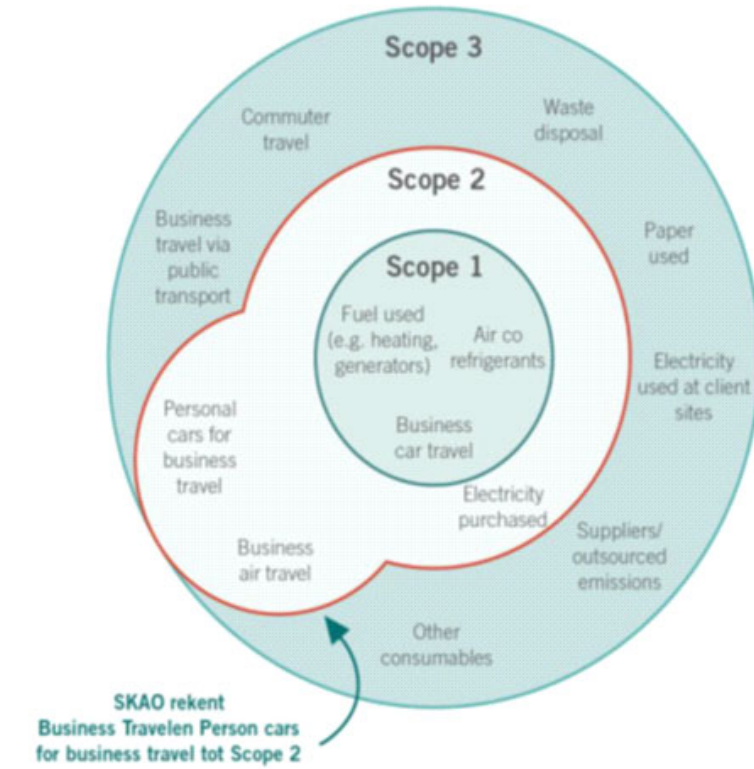 Scope 3
Commuter
travel
Waste
disposal
Scope 2
Business
travel via
public
transport
Paper
used
Scope 1
Fuel used
(e.g. heating,
generators)
Air co
refrigerants
Electricity
used at client
sites
Personal
cars for
business
travel
Business
car travel
Electricity
purchased
Suppliers/
outsourced
emissions
Business
air travel
Other
consumables
SKAO rekent
Business Travelen Person cars
for business travel tot Scope 2